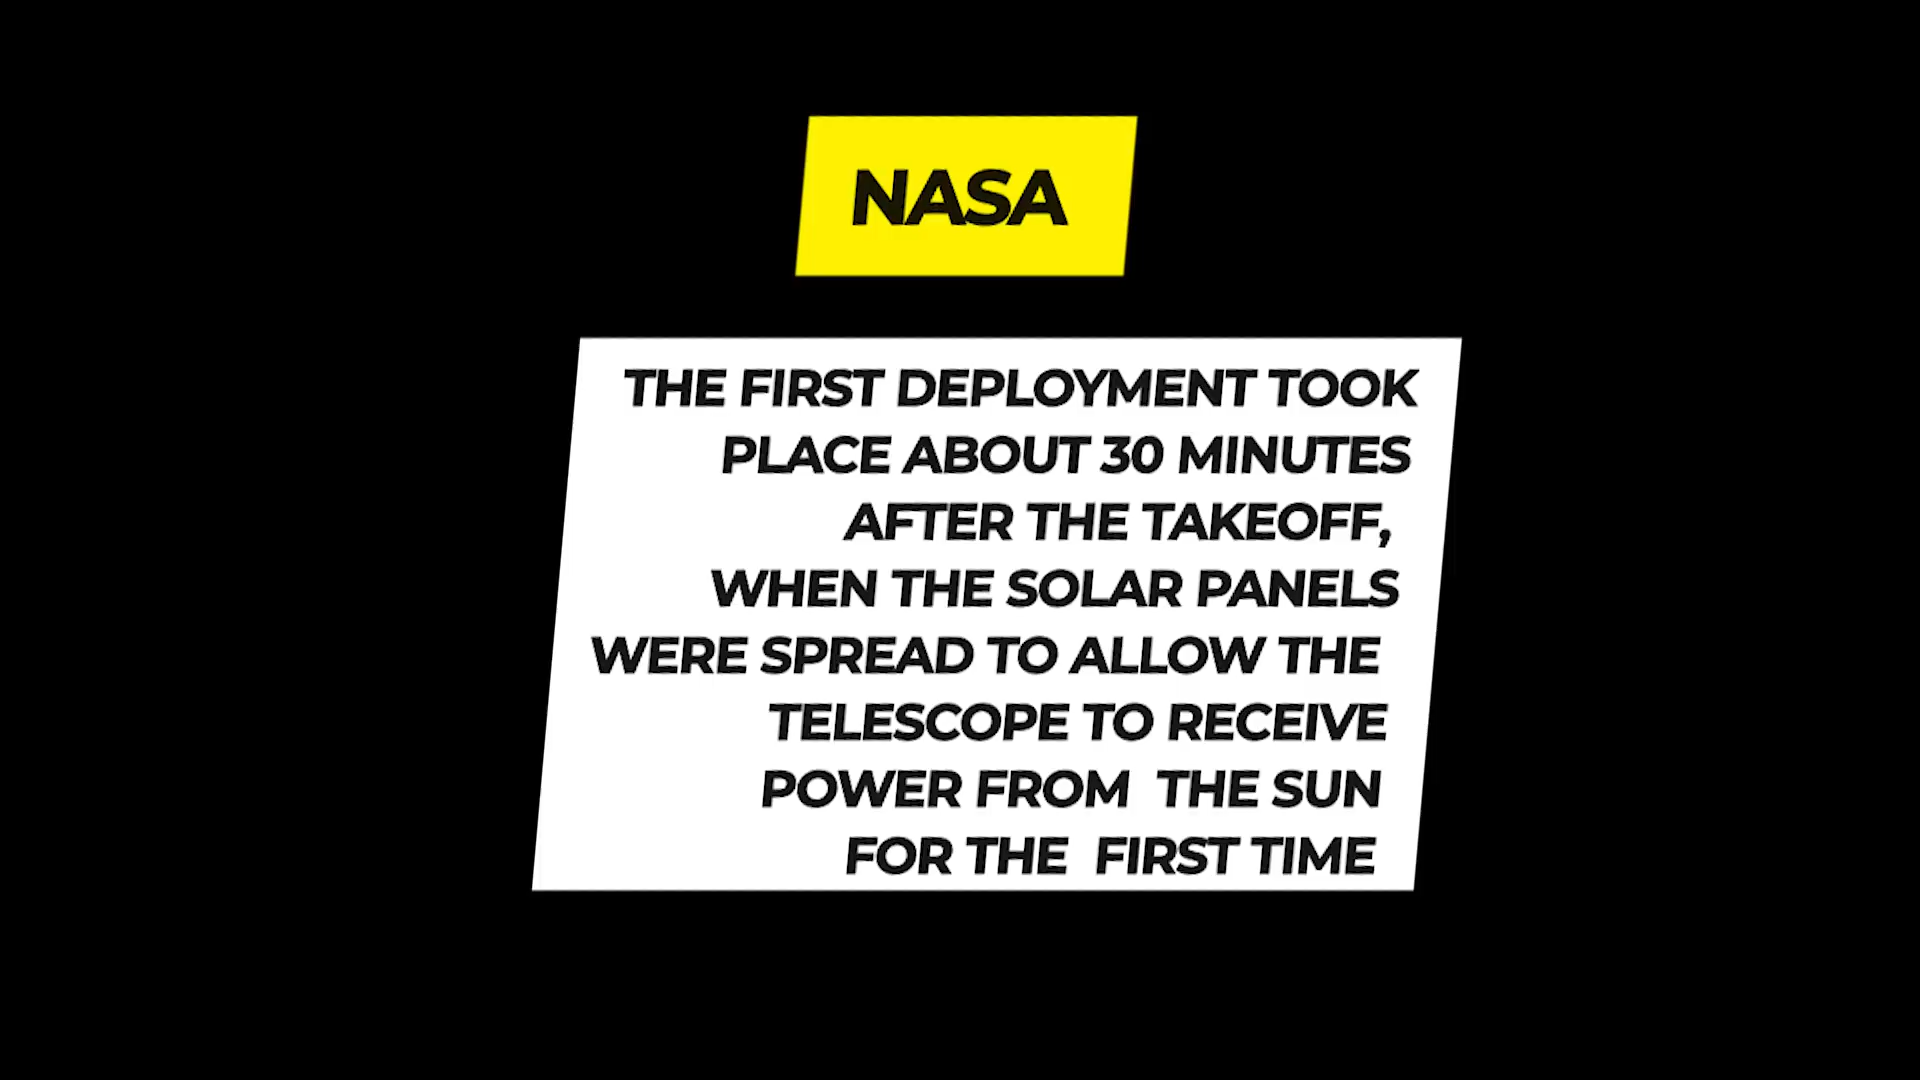 NASA
THE FIRST DEPLOYMENT TOOK
PLACE ABOUT 30 MINUTES
AFTER THE TAKEOFF,
WHEN THE SOLAR PANELS
WERE SPREAD TO ALLOW THE
TELESCOPE TO RECEIVE
POWER FROM THE SUN
FOR THE FIRST TIME